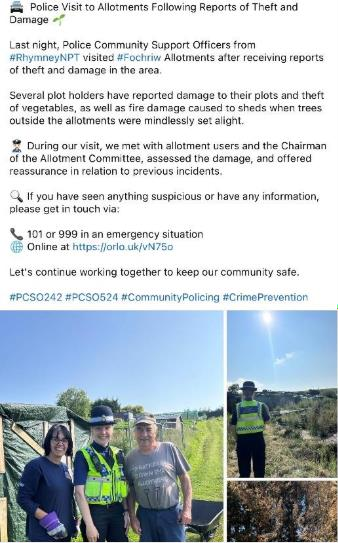 🚔 Police Visit to Allotments Following Reports of Theft and
Damage 🌱
Last night, Police Community Support Officers from
#RhymneyNPT visited #Fochriw Allotments after receiving reports
of theft and damage in the area.
Several plot holders have reported damage to their plots and theft
of vegetables, as well as fire damage caused to sheds when trees
outside the allotments were mindlessly set alight.
👮 During our visit, we met with allotment users and the Chairman
of the Allotment Committee, assessed the damage, and offered
reassurance in relation to previous incidents.
🔍 If you have seen anything suspicious or have any information,
please get in touch via:
📞 101 or 999 in an emergency situation
🌐 Online at https://orlo.uk/vN75o
Let's continue working together to keep our community safe.
#PCSO242 #PCSO524 #CommunityPolicing #CrimePrevention